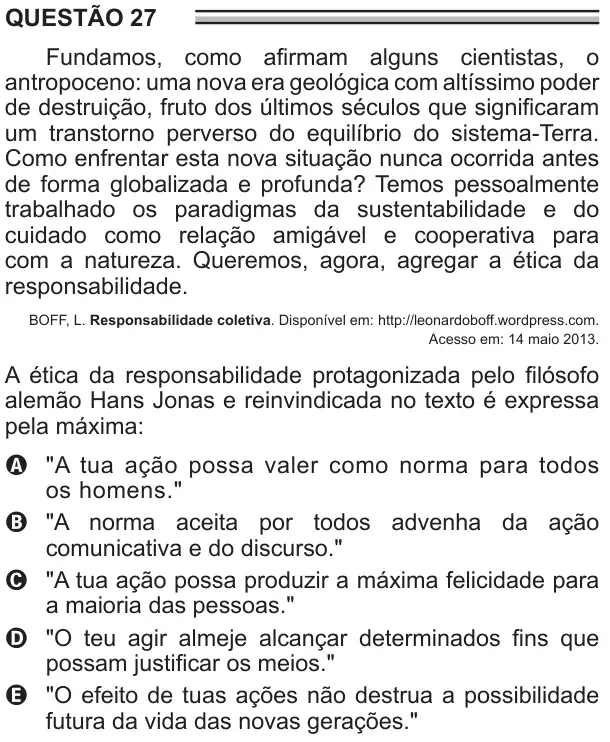 QUESTÃO 27
Fundamos, como afirmam alguns cientistas, o
antropoceno: uma nova era geológica com altíssimo poder
de destruição, fruto dos últimos séculos que significaram
um transtorno perverso do equilíbrio do sistema-Terra.
Como enfrentar esta nova situação nunca ocorrida antes
de forma globalizada e profunda? Temos pessoalmente
trabalhado os paradigmas da sustentabilidade e do
cuidado como relação amigável e cooperativa para
com a natureza. Queremos, agora, agregar a ética da
responsabilidade.
BOFF, L. Responsabilidade coletiva. Disponível em: http://leonardoboff.wordpress.com.
Acesso em: 14 maio 2013.
A ética da responsabilidade protagonizada pelo filósofo
alemão Hans Jonas e reinvindicada no texto é expressa
pela máxima:
A "A tua ação possa valer como norma para todos
os homens."
B "A norma aceita por todos advenha da ação
comunicativa e do discurso."
C "A tua ação possa produzir a máxima felicidade para
a maioria das pessoas."
D "O teu agir almeje alcançar determinados fins que
possam justificar os meios."
E "O efeito de tuas ações não destrua a possibilidade
futura da vida das novas gerações."